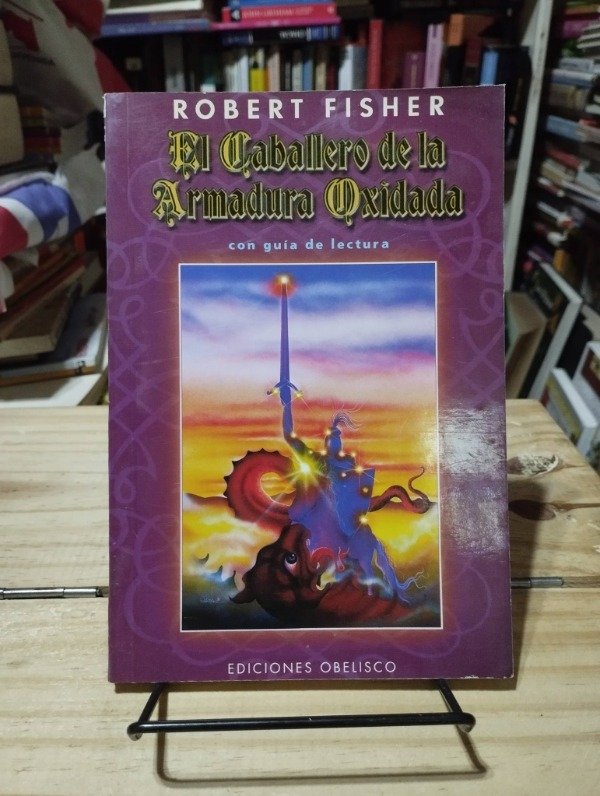 ROBERT FISHER
El Caballero de la
Armadura Oxidada
con guía de lectura
EDICIONES OBELISCO